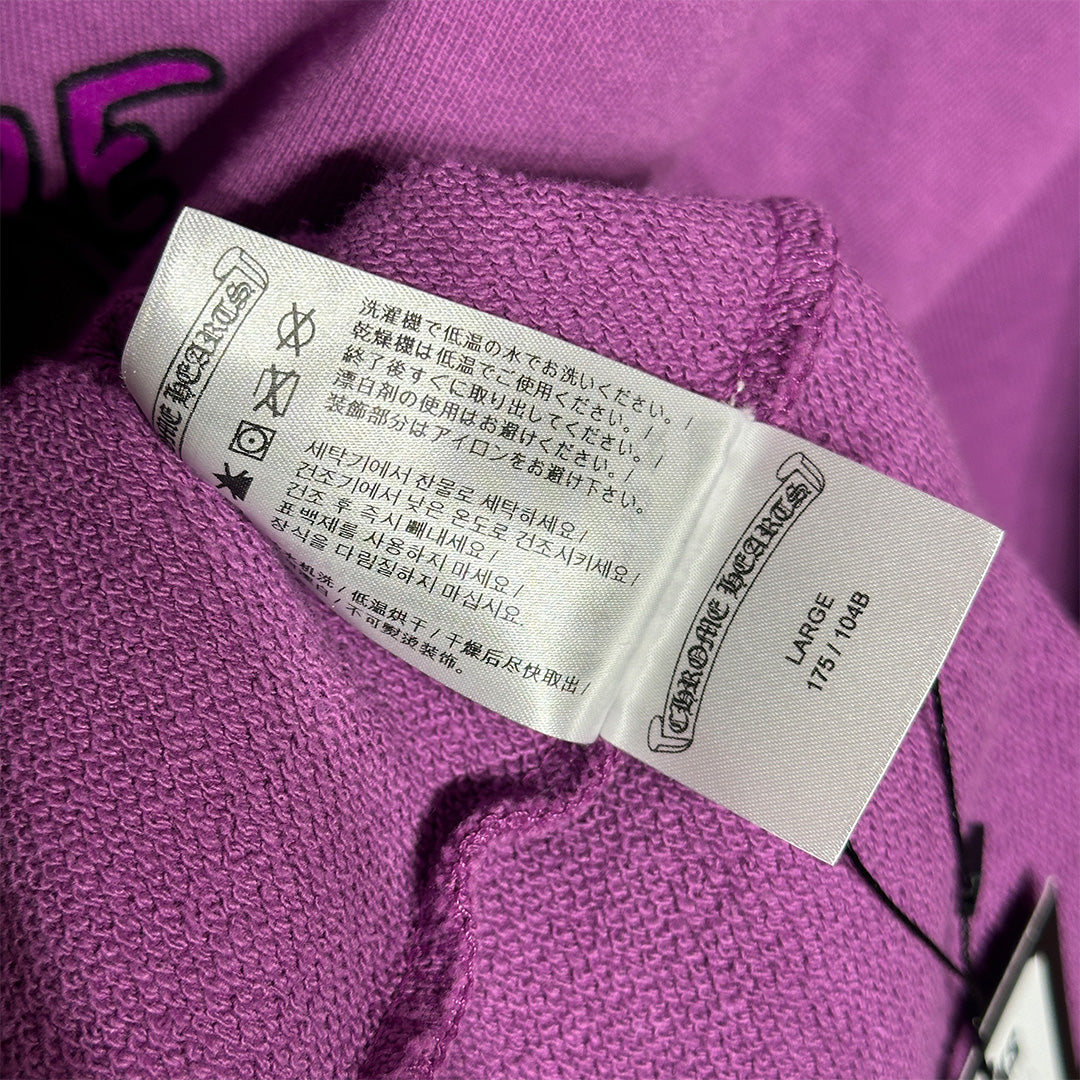 CHROME HEARTS
洗濯機で低温の水でお洗いください。/
乾燥機は低温でご使用ください。/
終了後すぐに取り出してください。/
漂白剤の使用はお避けください。/
装飾部分はアイロンをお避け下さい。
세탁기에서 찬물로 세탁하세요/
건조기에서 낮은 온도로 건조시키세요/
건조 후 즉시 빼내세요/
표백제를 사용하지 마세요/
장식을 다림질하지 마십시요.
机洗/低温烘干/干燥后尽快取出/
不可熨烫装饰。
CHROME HEARTS
LARGE
175 / 104B